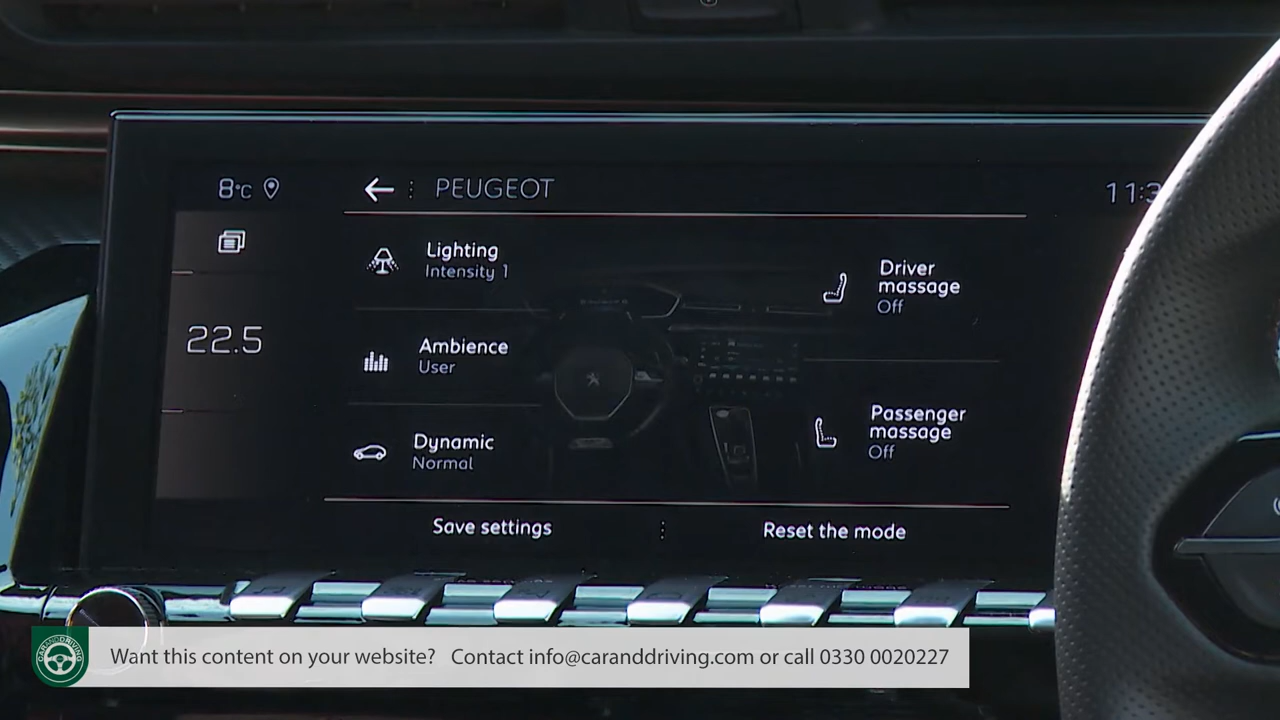 8°C
PEUGEOT
11:3
Lighting
Intensity 1
Driver
massage
Off
22.5
Ambience
User
Passenger
massage
Off
Dynamic
Normal
Save settings
Reset the mode
CARANDDRIVING
Want this content on your website? Contact info@caranddriving.com or call 0330 0020227